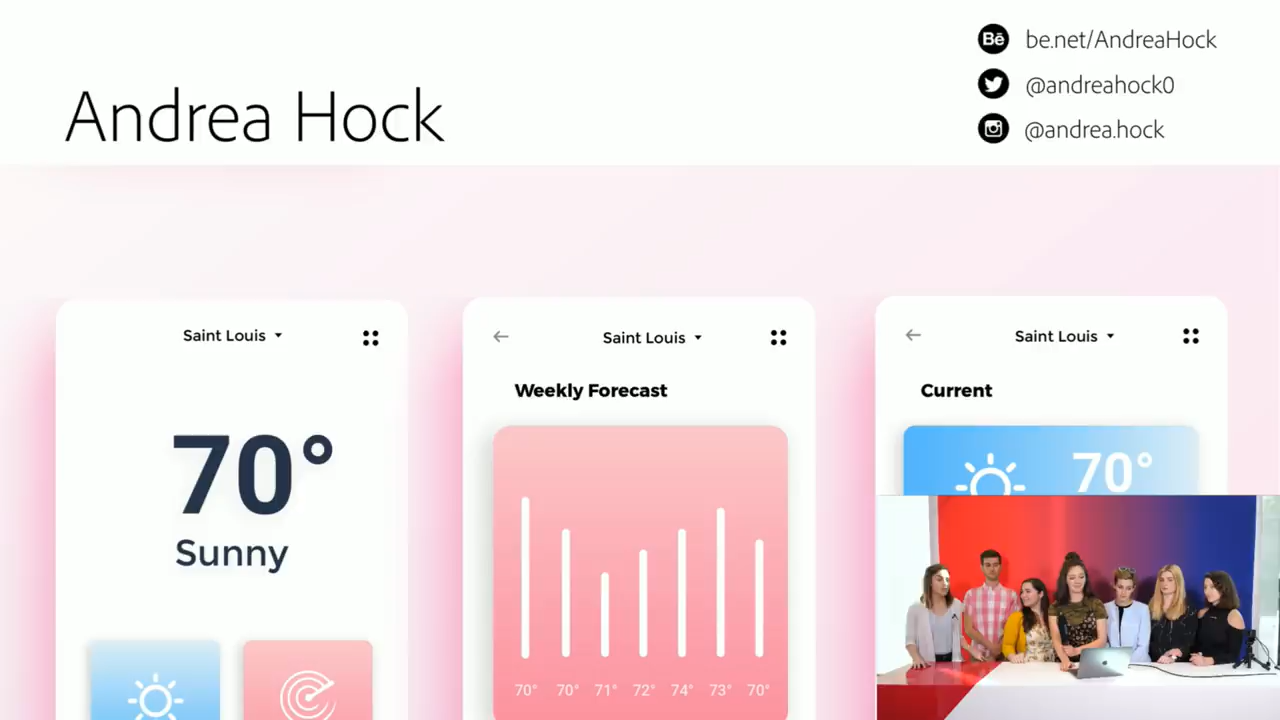 Bē be.net/AndreaHock
@andreahock0
@andrea.hock
Andrea Hock
Saint Louis
70°
Sunny
Saint Louis
Weekly Forecast
70° 70° 71° 72° 74° 73° 70°
Saint Louis
Current
70°